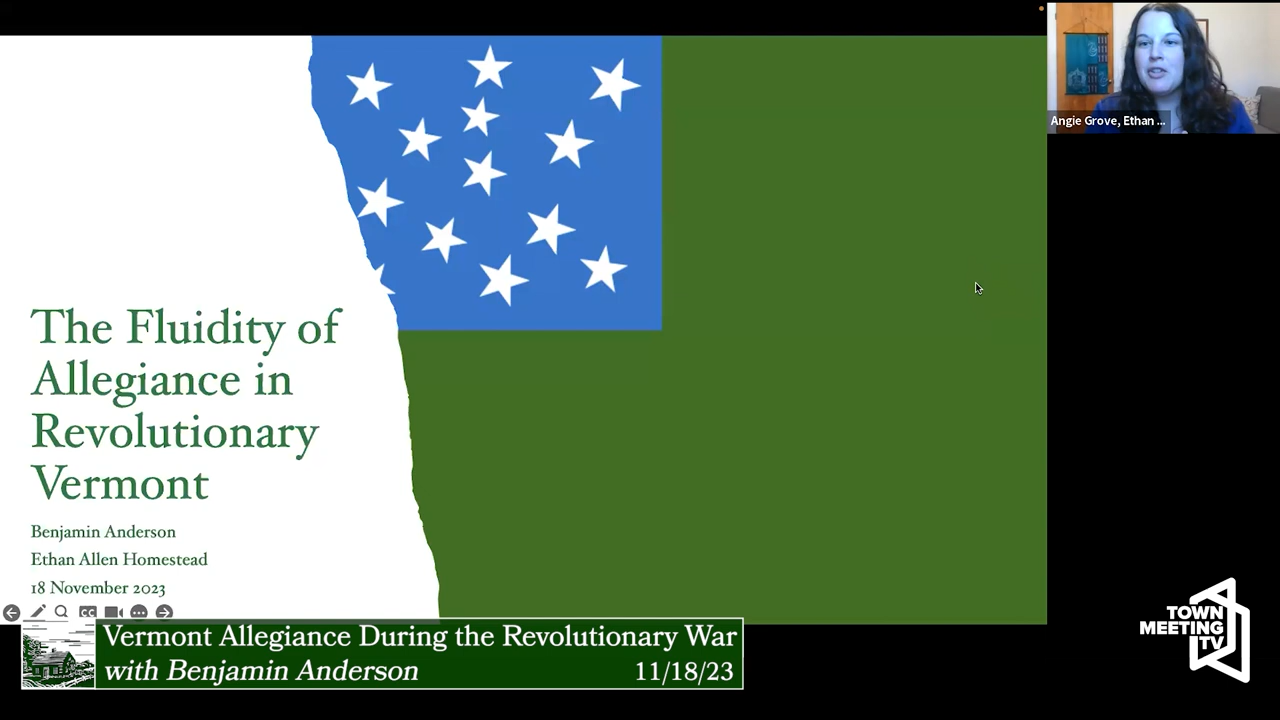 Angie Grove, Ethan ...
The Fluidity of
Allegiance in
Revolutionary
Vermont
Benjamin Anderson
Ethan Allen Homestead
18 November 2023
CC
Vermont Allegiance During the Revolutionary War
with Benjamin Anderson 11/18/23
TOWN
MEETING
TV